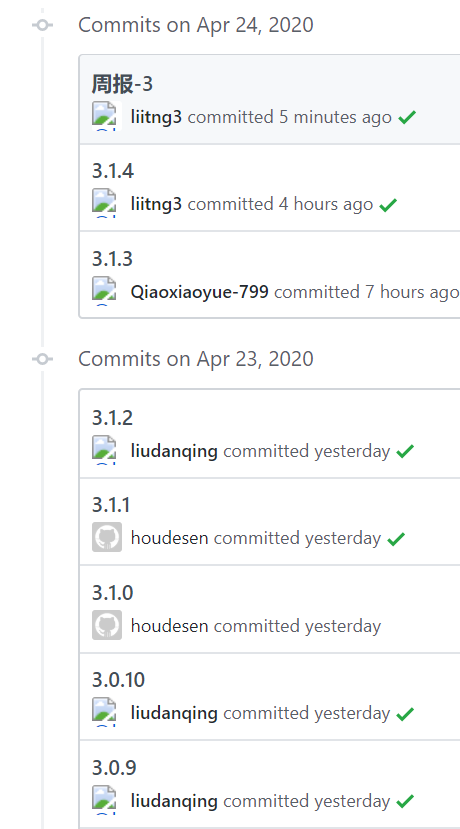 Commits on Apr 24, 2020
周报-3
liitng3 committed 5 minutes ago
3.1.4
liitng3 committed 4 hours ago
3.1.3
Qiaoxiaoyue-799 committed 7 hours ago
Commits on Apr 23, 2020
3.1.2
liudanqing committed yesterday
3.1.1
houdesen committed yesterday
3.1.0
houdesen committed yesterday
3.0.10
liudanqing committed yesterday
3.0.9
liudanqing committed yesterday